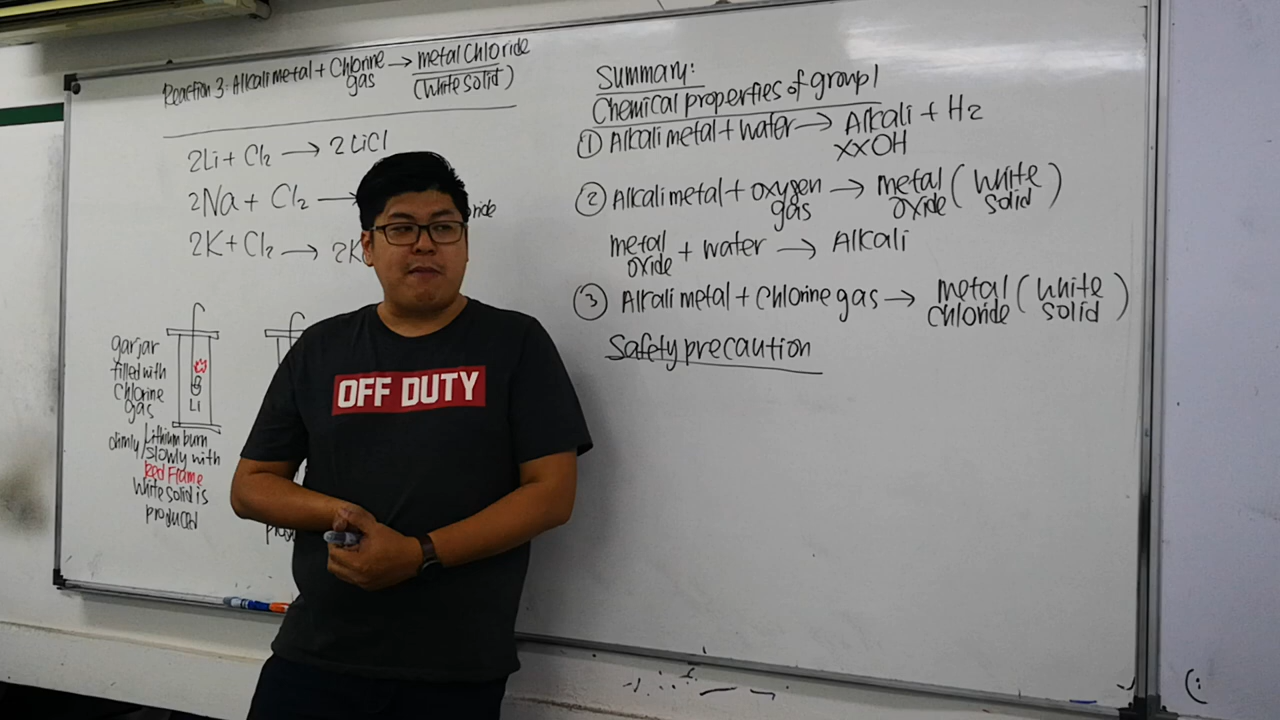 Reaction 3: Alkali metal + Chlorine gas → metal chloride
(white solid)
2Li + Cl₂ → 2LiCl
2Na + Cl₂ →
ride
2K + Cl₂ → 2K
garjar
filled with
Chlorine
gas
Li
dimly/Lithium burn
slowly with
Red Flame
White solid is
produced
OFF DUTY
Summary:
Chemical properties of group 1
① Alkali metal + water → Alkali + H2
XXOH
② Alkali metal + oxygen gas → metal oxide (white solid)
metal oxide + water → Alkali
③ Alkali metal + Chlorine gas → metal chloride (white solid)
Safety precaution